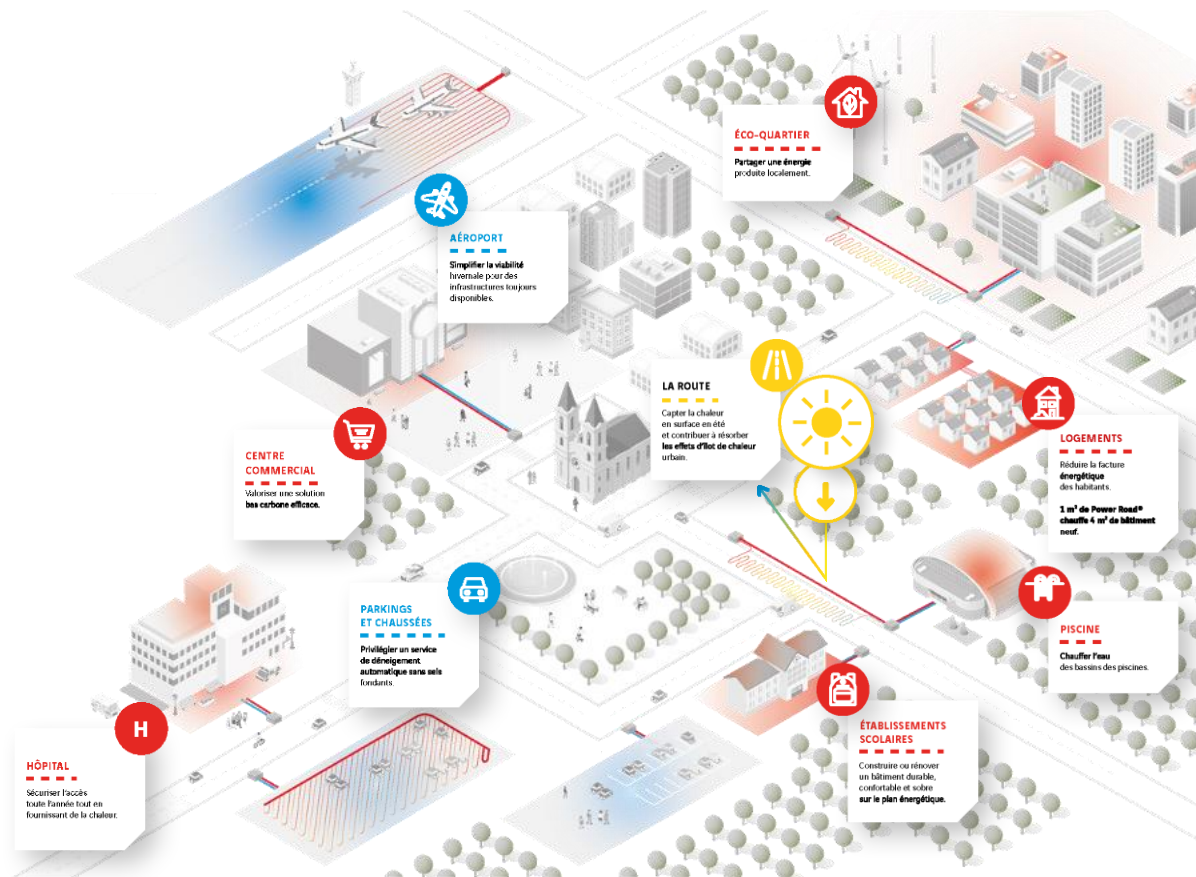 ÉCO-QUARTIER
Partager une énergie
produite localement.
AÉROPORT
Simplifier la viabilité
hivernale pour des
infrastructures toujours
disponibles.
LA ROUTE
Capter la chaleur
en surface en été
et contribuer à résorber
les effets d'îlot de chaleur
urbain.
CENTRE
COMMERCIAL
Valoriser une solution
bas carbone efficace.
LOGEMENTS
Réduire la facture
énergétique
des habitants.
1 m² de Power Road®
chauffe 4 m² de bâtiment
neuf.
PARKINGS
ET CHAUSSÉES
Privilégier un service
de déneigement
automatique sans sels
fondants.
PISCINE
Chauffer l'eau
des bassins des piscines.
H
HÔPITAL
Sécuriser l'accès
toute l'année tout en
fournissant de la chaleur.
ÉTABLISSEMENTS
SCOLAIRES
Construire ou rénover
un bâtiment durable,
confortable et sobre
sur le plan énergétique.